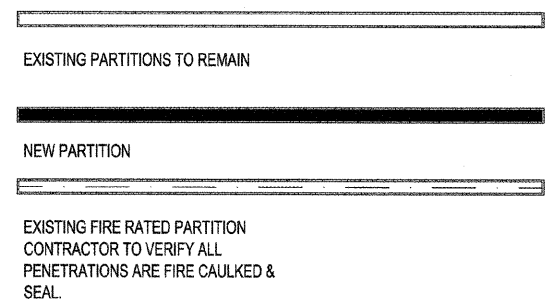 EXISTING PARTITIONS TO REMAIN
NEW PARTITION
EXISTING FIRE RATED PARTITION
CONTRACTOR TO VERIFY ALL
PENETRATIONS ARE FIRE CAULKED &
SEAL.